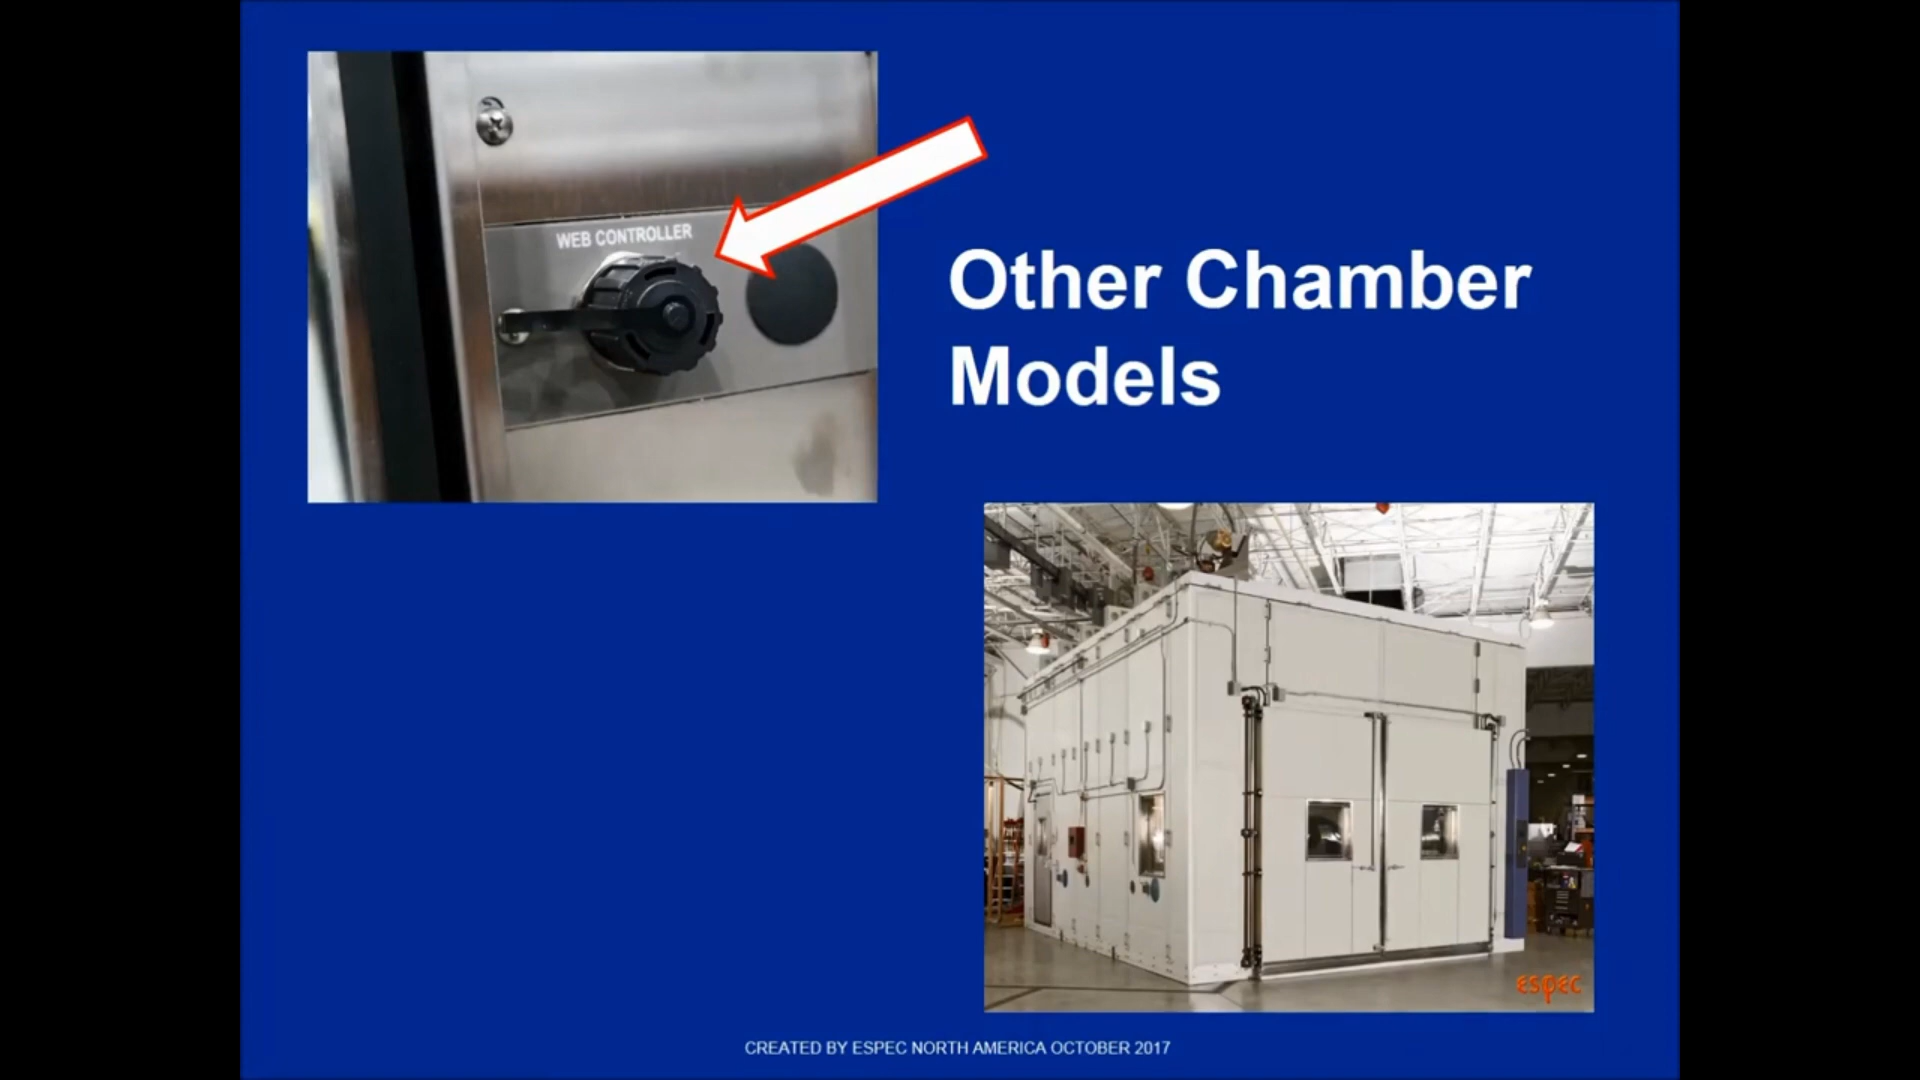 WEB CONTROLLER
Other Chamber
Models
espec
CREATED BY ESPEC NORTH AMERICA OCTOBER 2017